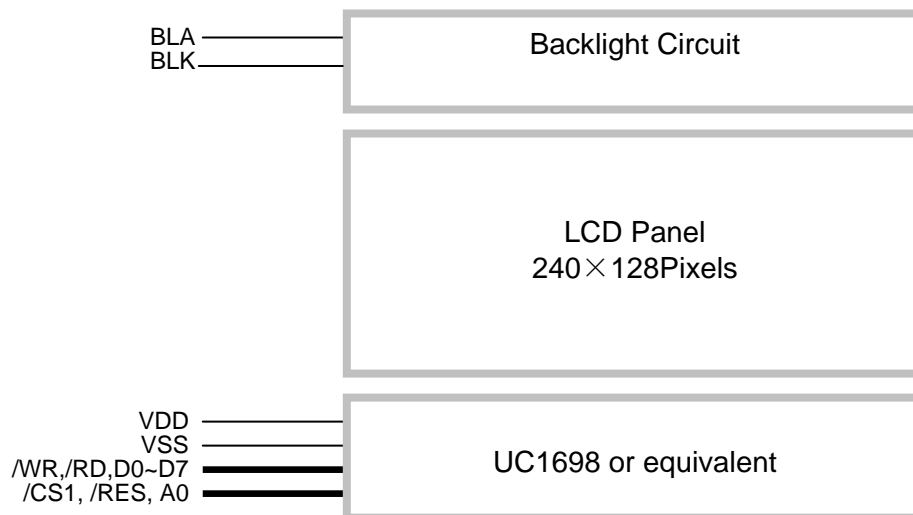 BLA
BLK
Backlight Circuit
LCD Panel
240×128Pixels
VDD
VSS
/WR,/RD,D0~D7
/CS1, /RES, A0
UC1698 or equivalent